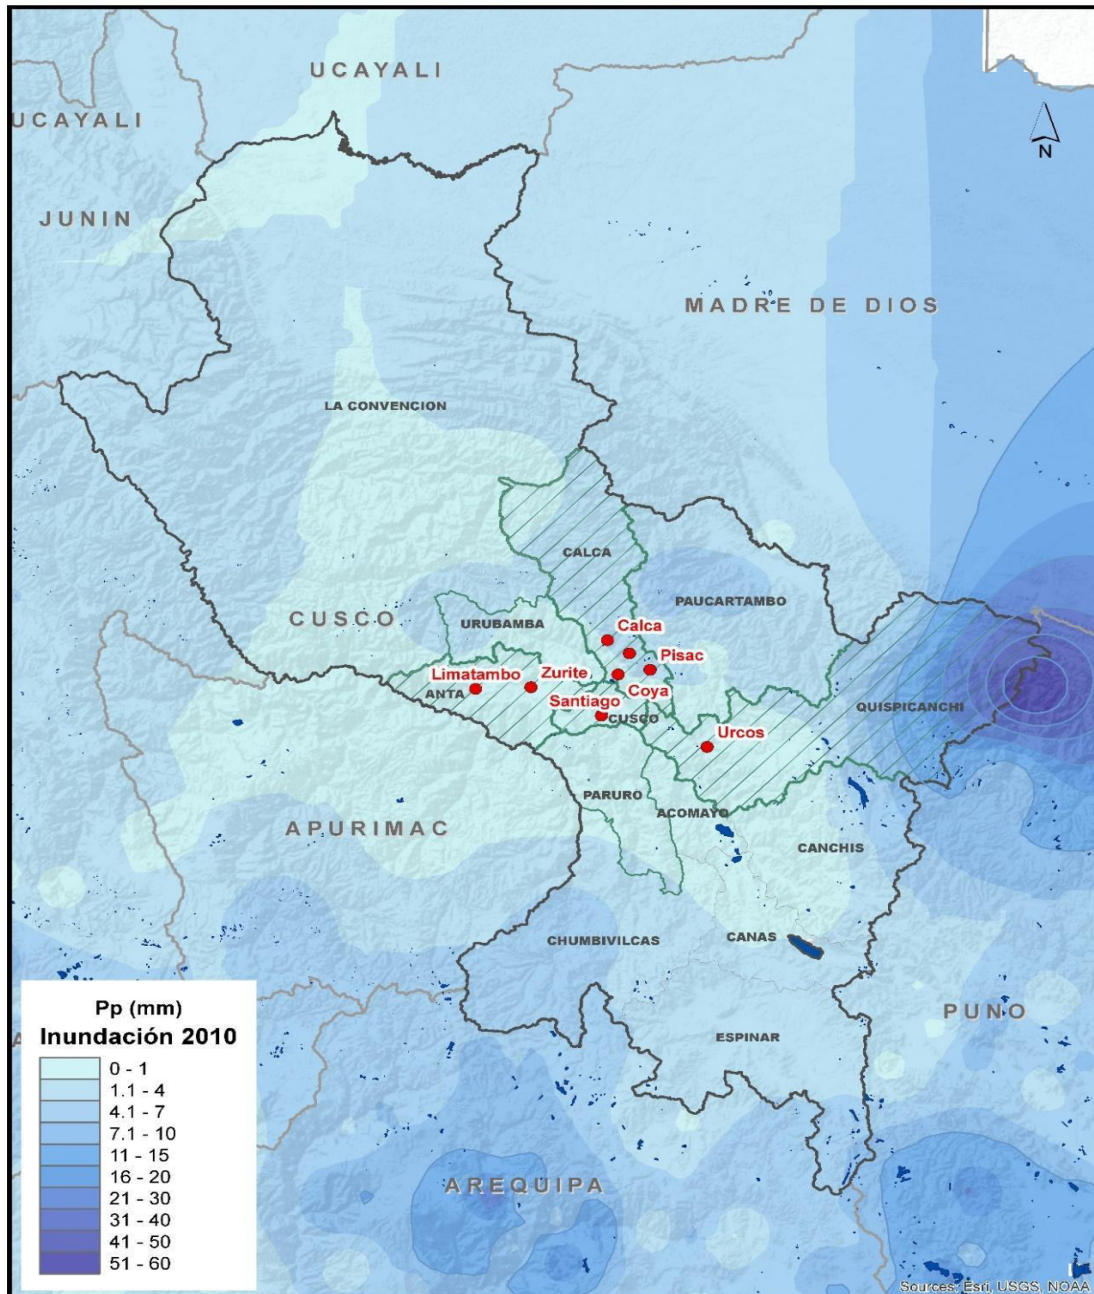 UCAYALI
UCAYALI
N
JUNIN
MADRE DE DIOS
LA CONVENCION
CALCA
PAUCARTAMBO
CUSCO
URUBAMBA
Calca
Pisac
Limatambo
Zurite
ANTA
Coya
Santiago
CUSCO
QUISPICANCHI
Urcos
PARURO
ACOMAYO
APURIMAC
CANCHIS
CHUMBIVILCAS
CANAS
PUNO
ESPINAR
AREQUIPA
Pp (mm)
Inundación 2010
0 - 1
1.1 - 4
4.1 - 7
7.1 - 10
11 - 15
16 - 20
21 - 30
31 - 40
41 - 50
51 - 60
Sources: Esri, USGS, NOAA